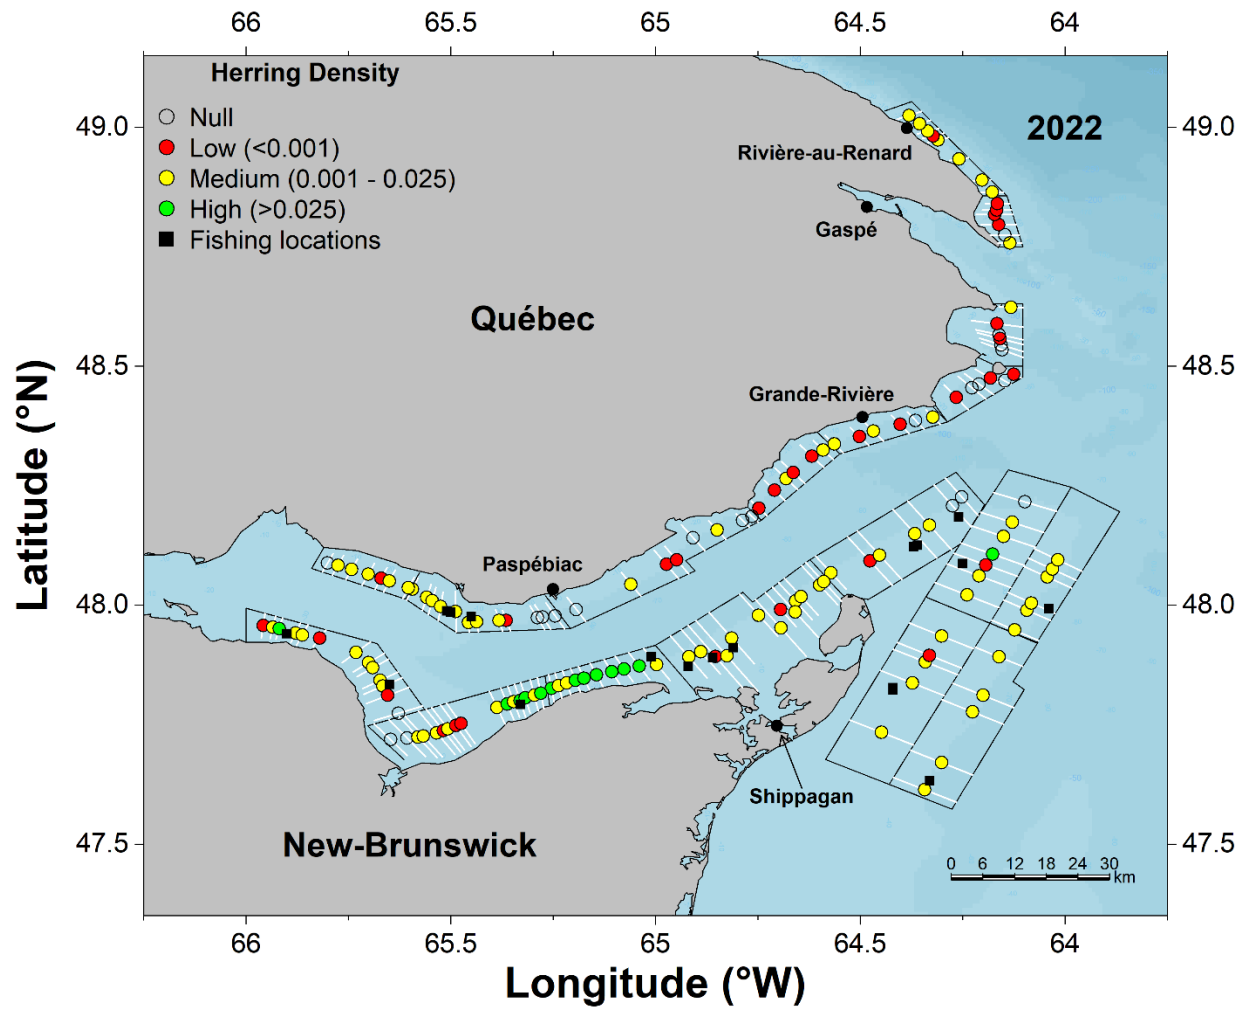 66 65.5 65 64.5 64
Herring Density
Null
Low (<0.001)
Medium (0.001 - 0.025)
High (>0.025)
Fishing locations
2022
49.0 49.0
Rivière-au-Renard
Gaspé
Québec
48.5 48.5
Grande-Rivière
Paspébiac
48.0 48.0
Shippagan
New-Brunswick
47.5 47.5
0 6 12 18 24 30
km
66 65.5 65 64.5 64
Latitude (°N)
Longitude (°W)